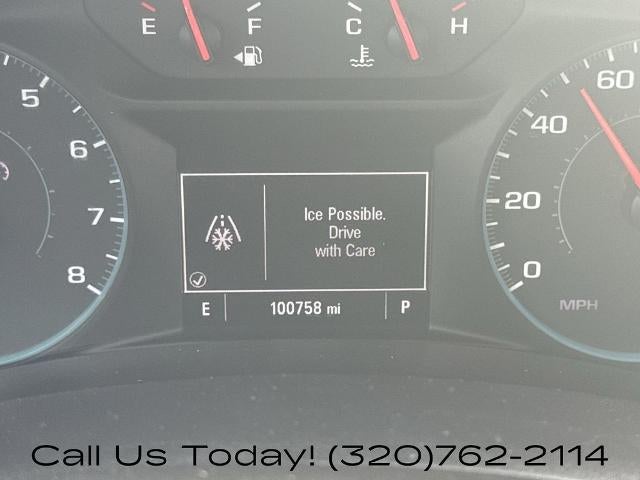 E F C H
5
6
7
8
60
40
20
0
MPH
Ice Possible.
Drive
with Care
E 100758 mi P
Call Us Today! (320)762-2114